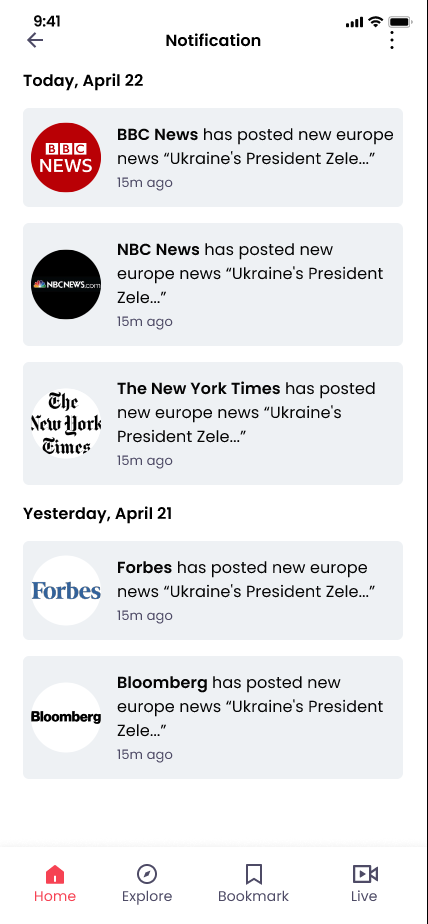 9:41
Notification
Today, April 22
BBC NEWS
BBC News has posted new europe
news “Ukraine's President Zele...”
15m ago
NBCNEWS.com
NBC News has posted new
europe news “Ukraine's President
Zele...”
15m ago
The
New York
Times
The New York Times has posted
new europe news “Ukraine's
President Zele...”
15m ago
Yesterday, April 21
Forbes
Forbes has posted new europe
news “Ukraine's President Zele...”
15m ago
Bloomberg
Bloomberg has posted new
europe news “Ukraine's President
Zele...”
15m ago
Home Explore Bookmark Live